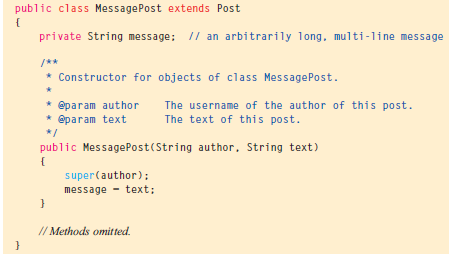 public class MessagePost extends Post
{
private String message;  // an arbitrarily long, multi-line message
/**
* Constructor for objects of class MessagePost.
*
* @param author    The username of the author of this post.
* @param text      The text of this post.
*/
public MessagePost(String author, String text)
{
super(author);
message = text;
}
// Methods omitted.
}